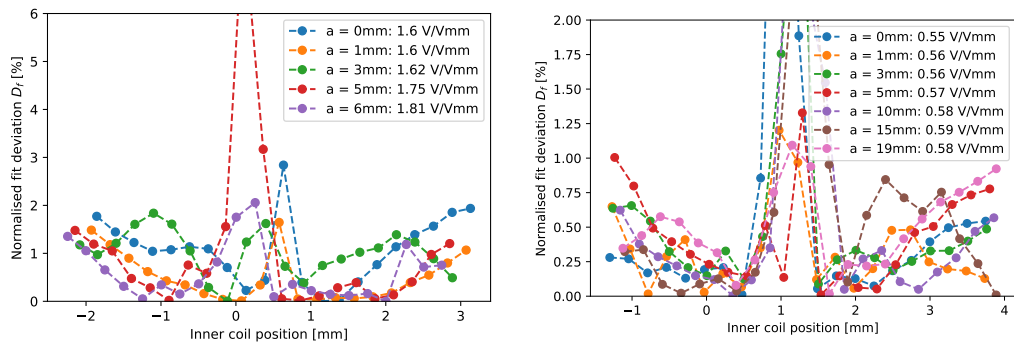 6
5
4
3
2
1
0
Normalised fit deviation D_f [%]
−2
−1
0
1
2
3
Inner coil position [mm]
a = 0mm: 1.6 V/Vmm
a = 1mm: 1.6 V/Vmm
a = 3mm: 1.62 V/Vmm
a = 5mm: 1.75 V/Vmm
a = 6mm: 1.81 V/Vmm
2.00
1.75
1.50
1.25
1.00
0.75
0.50
0.25
0.00
Normalised fit deviation D_f [%]
−1
0
1
2
3
4
Inner coil position [mm]
a = 0mm: 0.55 V/Vmm
a = 1mm: 0.56 V/Vmm
a = 3mm: 0.56 V/Vmm
a = 5mm: 0.57 V/Vmm
a = 10mm: 0.58 V/Vmm
a = 15mm: 0.59 V/Vmm
a = 19mm: 0.58 V/Vmm